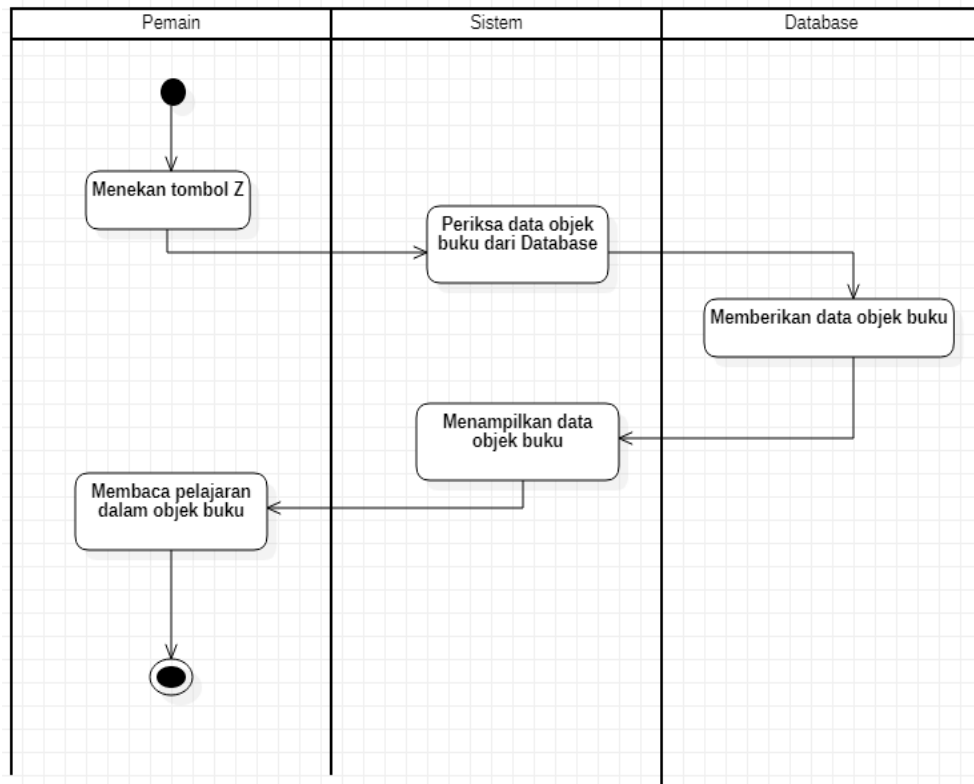 Pemain
Sistem
Database
Menekan tombol Z
Periksa data objek
buku dari Database
Memberikan data objek buku
Menampilkan data
objek buku
Membaca pelajaran
dalam objek buku